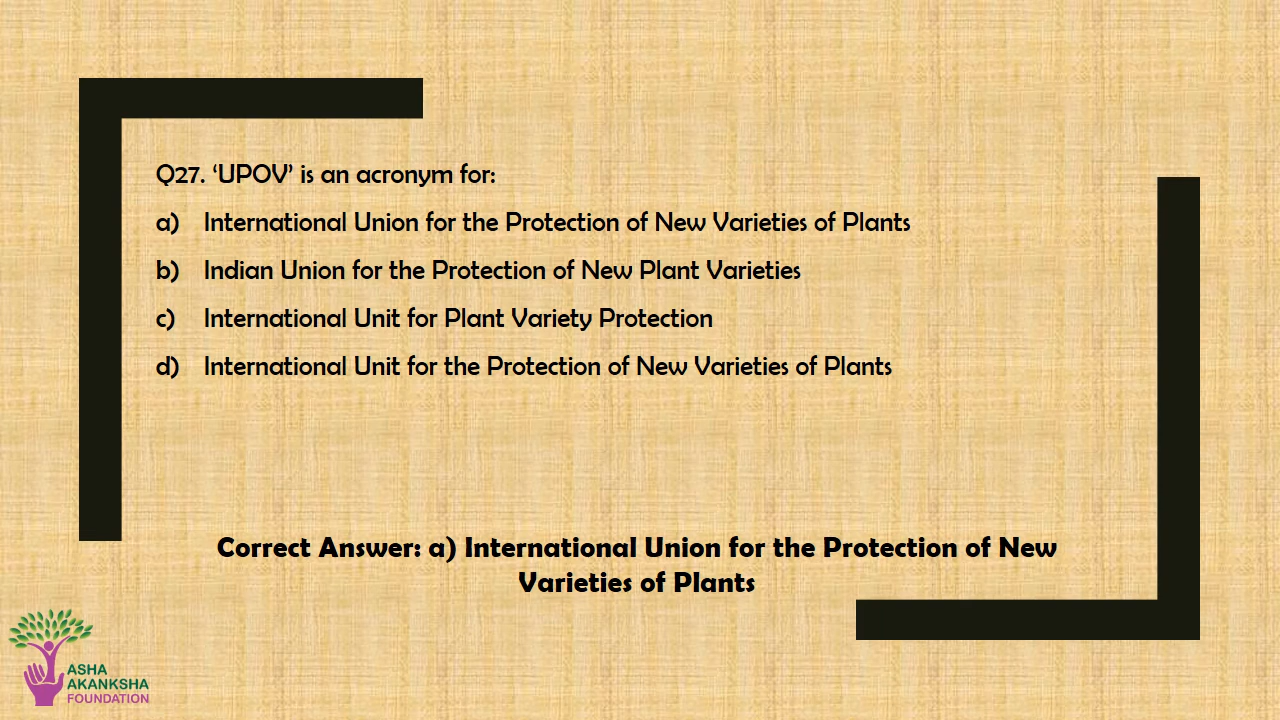 Q27. ‘UPOV’ is an acronym for:
a) International Union for the Protection of New Varieties of Plants
b) Indian Union for the Protection of New Plant Varieties
c) International Unit for Plant Variety Protection
d) International Unit for the Protection of New Varieties of Plants
Correct Answer: a) International Union for the Protection of New
Varieties of Plants
ASHA
AKANKSHA
FOUNDATION